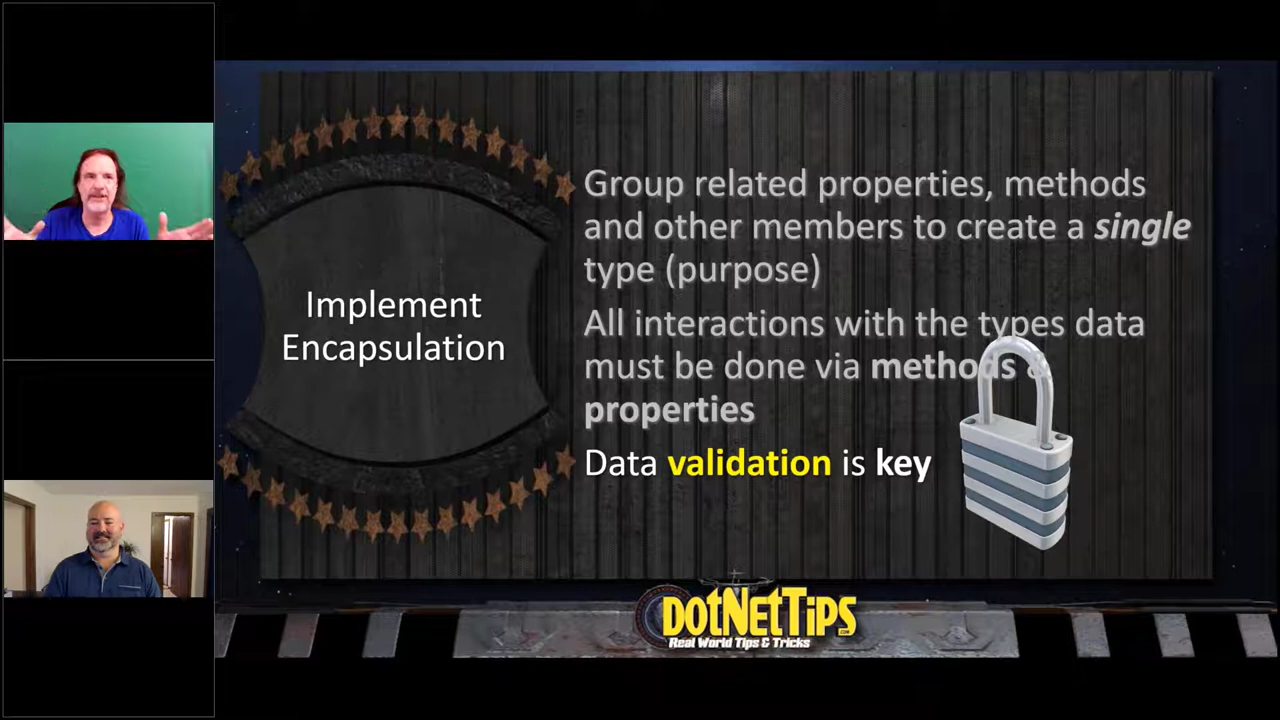 Implement
Encapsulation
Group related properties, methods
and other members to create a single
type (purpose)
All interactions with the types data
must be done via methods &
properties
Data validation is key
DOTNETTIPS
.COM
Real World Tips & Tricks